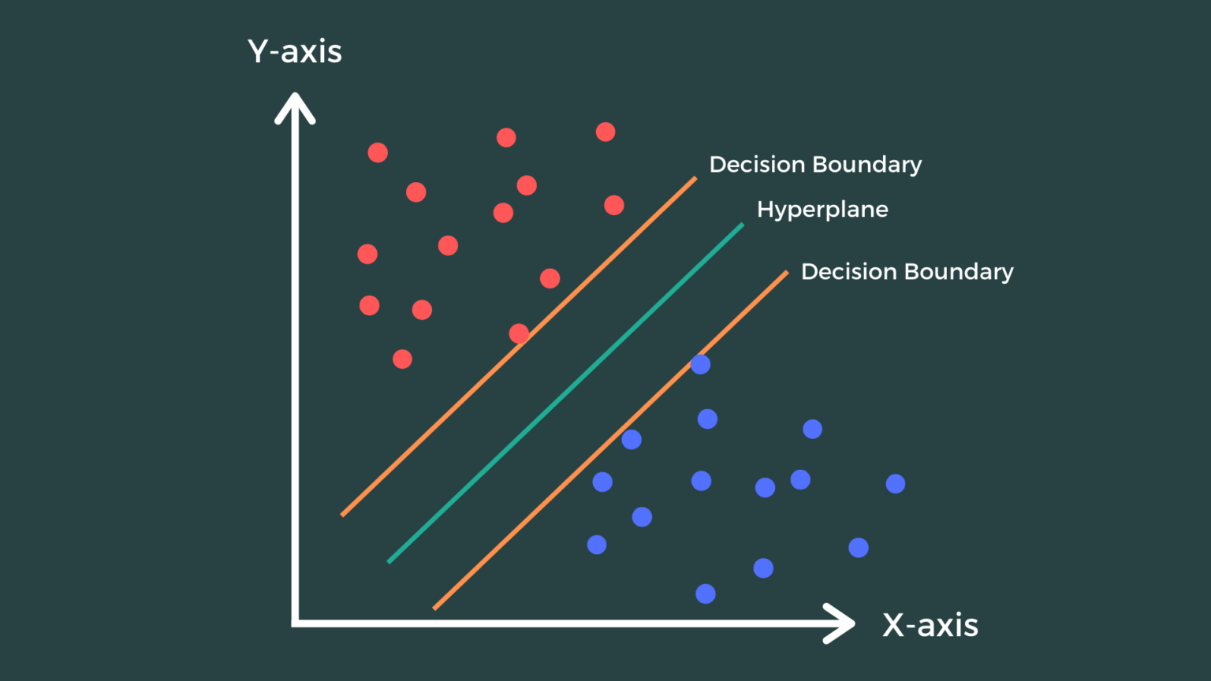 Y-axis
Decision Boundary
Hyperplane
Decision Boundary
X-axis